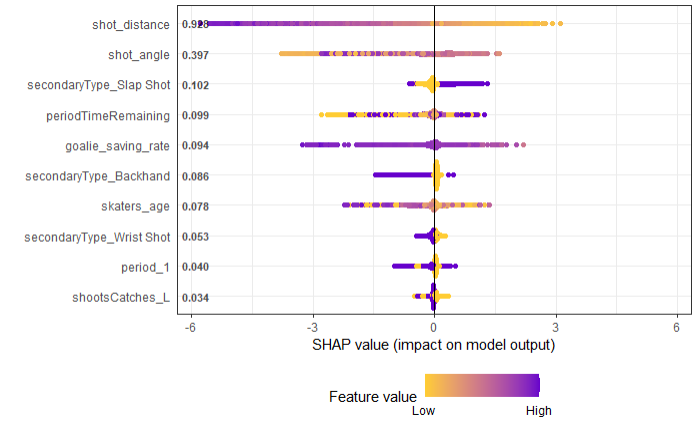 shot_distance 0.928
shot_angle 0.397
secondaryType_Slap Shot 0.102
periodTimeRemaining 0.099
goalie_saving_rate 0.094
secondaryType_Backhand 0.086
skaters_age 0.078
secondaryType_Wrist Shot 0.053
period_1 0.040
shootsCatches_L 0.034
-6 -3 0 3 6
SHAP value (impact on model output)
Feature value
Low High